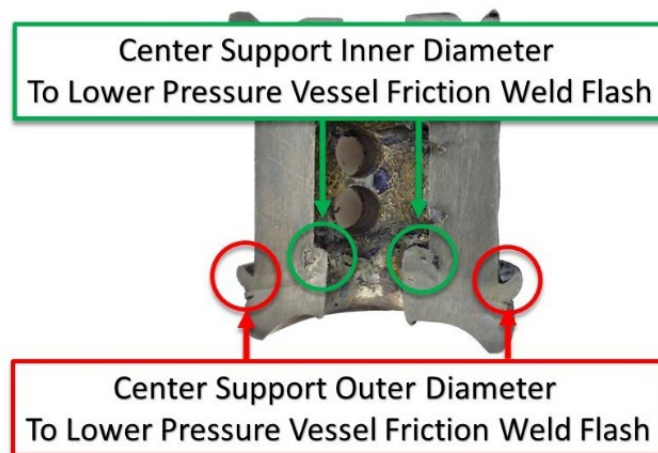 Center Support Inner Diameter
To Lower Pressure Vessel Friction Weld Flash
Center Support Outer Diameter
To Lower Pressure Vessel Friction Weld Flash